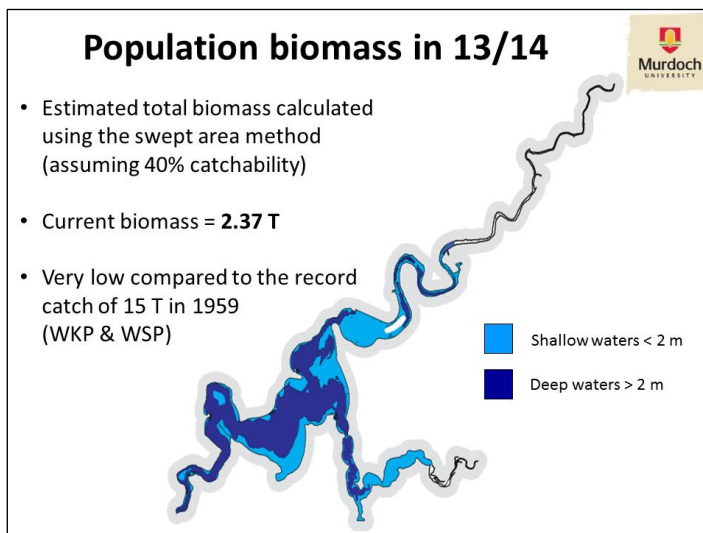 Population biomass in 13/14
Murdoch
UNIVERSITY
• Estimated total biomass calculated
using the swept area method
(assuming 40% catchability)
• Current biomass = 2.37 T
• Very low compared to the record
catch of 15 T in 1959
(WKP & WSP)
Shallow waters < 2 m
Deep waters > 2 m